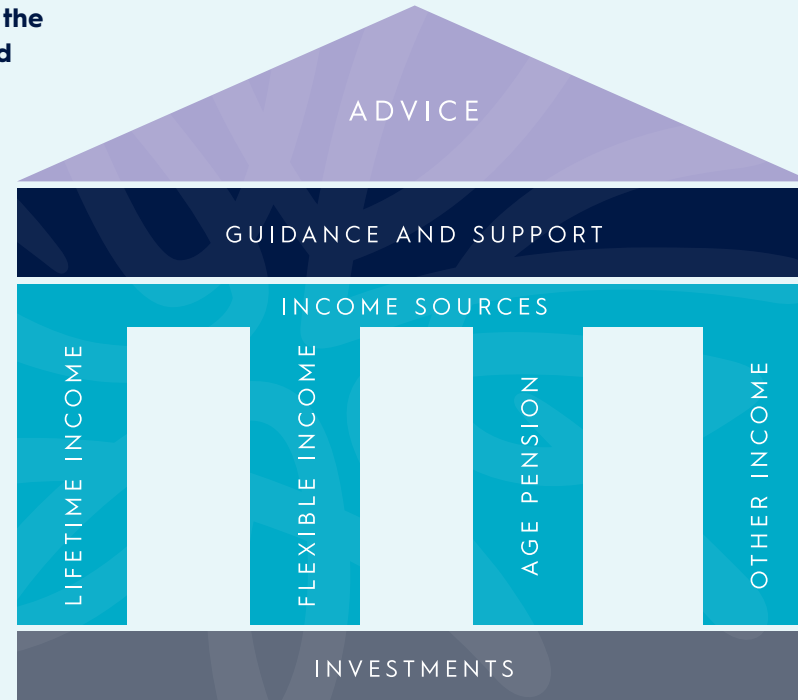 the
d
ADVICE
GUIDANCE AND SUPPORT
INCOME SOURCES
LIFETIME INCOME
FLEXIBLE INCOME
AGE PENSION
OTHER INCOME
INVESTMENTS